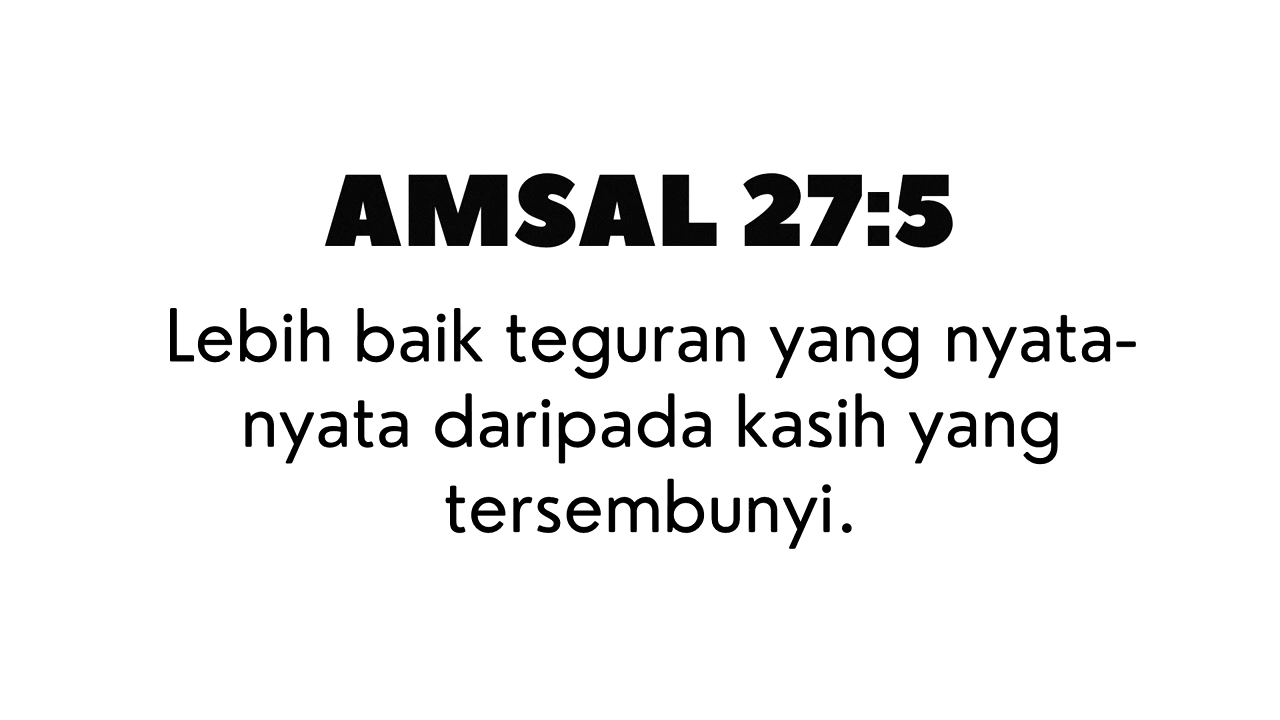 AMSAL 27:5
Lebih baik teguran yang nyata-
nyata daripada kasih yang
tersembunyi.